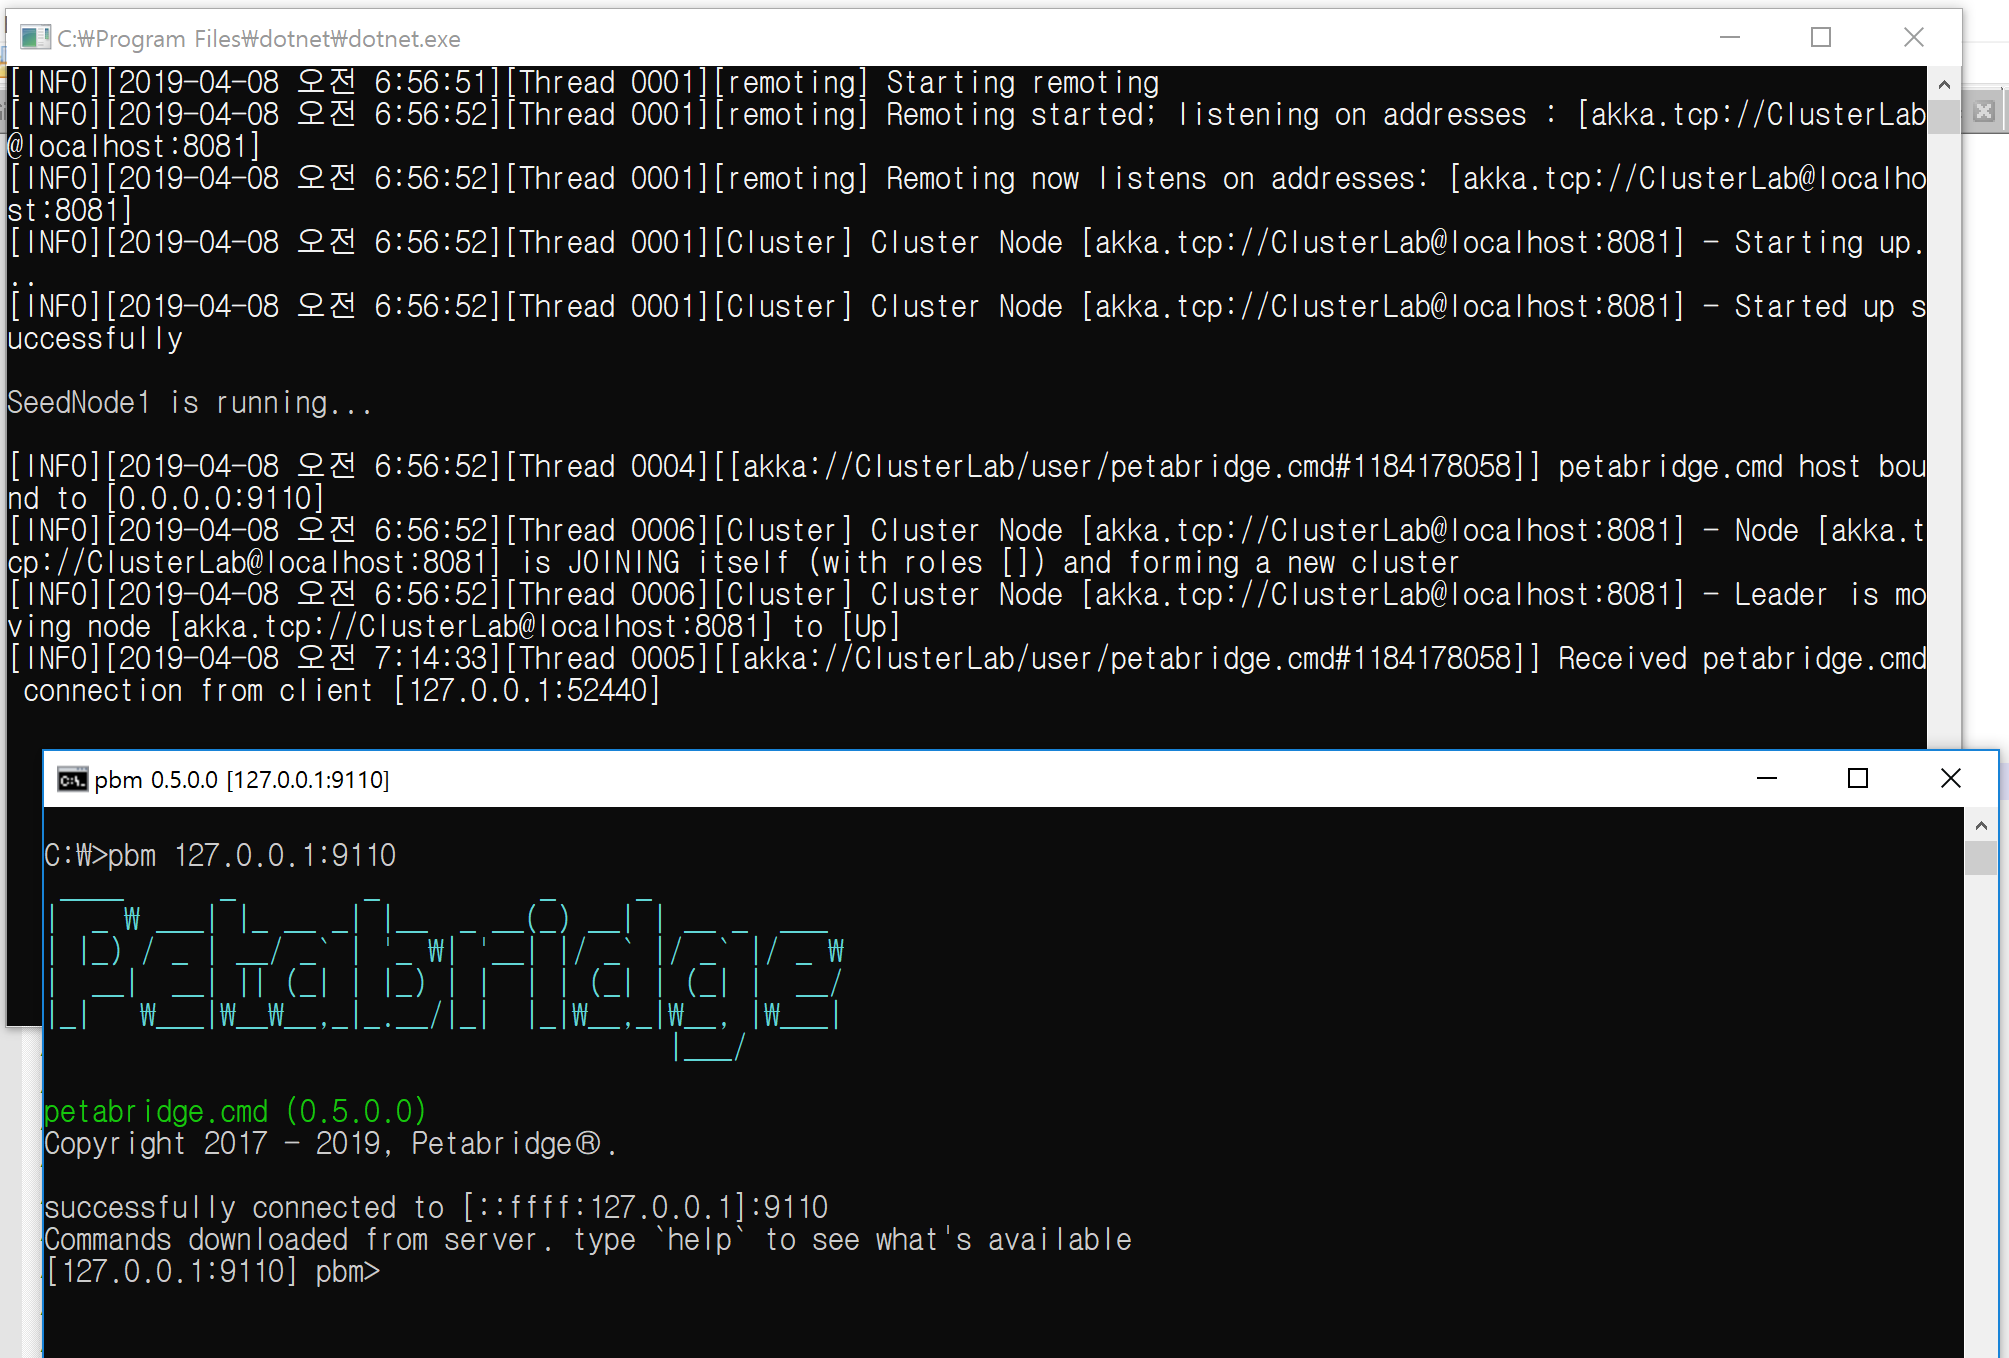 C:₩Program Files₩dotnet₩dotnet.exe
[INFO][2019-04-08 오전 6:56:51][Thread 0001][remoting] Starting remoting
[INFO][2019-04-08 오전 6:56:52][Thread 0001][remoting] Remoting started; listening on addresses : [akka.tcp://ClusterLab
@localhost:8081]
[INFO][2019-04-08 오전 6:56:52][Thread 0001][remoting] Remoting now listens on addresses: [akka.tcp://ClusterLab@localho
st:8081]
[INFO][2019-04-08 오전 6:56:52][Thread 0001][Cluster] Cluster Node [akka.tcp://ClusterLab@localhost:8081] - Starting up.
..
[INFO][2019-04-08 오전 6:56:52][Thread 0001][Cluster] Cluster Node [akka.tcp://ClusterLab@localhost:8081] - Started up s
uccessfully
SeedNode1 is running...
[INFO][2019-04-08 오전 6:56:52][Thread 0004][[akka://ClusterLab/user/petabridge.cmd#1184178058]] petabridge.cmd host bou
nd to [0.0.0.0:9110]
[INFO][2019-04-08 오전 6:56:52][Thread 0006][Cluster] Cluster Node [akka.tcp://ClusterLab@localhost:8081] - Node [akka.t
cp://ClusterLab@localhost:8081] is JOINING itself (with roles []) and forming a new cluster
[INFO][2019-04-08 오전 6:56:52][Thread 0006][Cluster] Cluster Node [akka.tcp://ClusterLab@localhost:8081] - Leader is mo
ving node [akka.tcp://ClusterLab@localhost:8081] to [Up]
[INFO][2019-04-08 오전 7:14:33][Thread 0005][[akka://ClusterLab/user/petabridge.cmd#1184178058]] Received petabridge.cmd
connection from client [127.0.0.1:52440]
pbm 0.5.0.0 [127.0.0.1:9110]
C:₩>pbm 127.0.0.1:9110
Petabridge
petabridge.cmd (0.5.0.0)
Copyright 2017 - 2019, Petabridge®.
successfully connected to [::ffff:127.0.0.1]:9110
Commands downloaded from server. type `help` to see what's available
[127.0.0.1:9110] pbm>